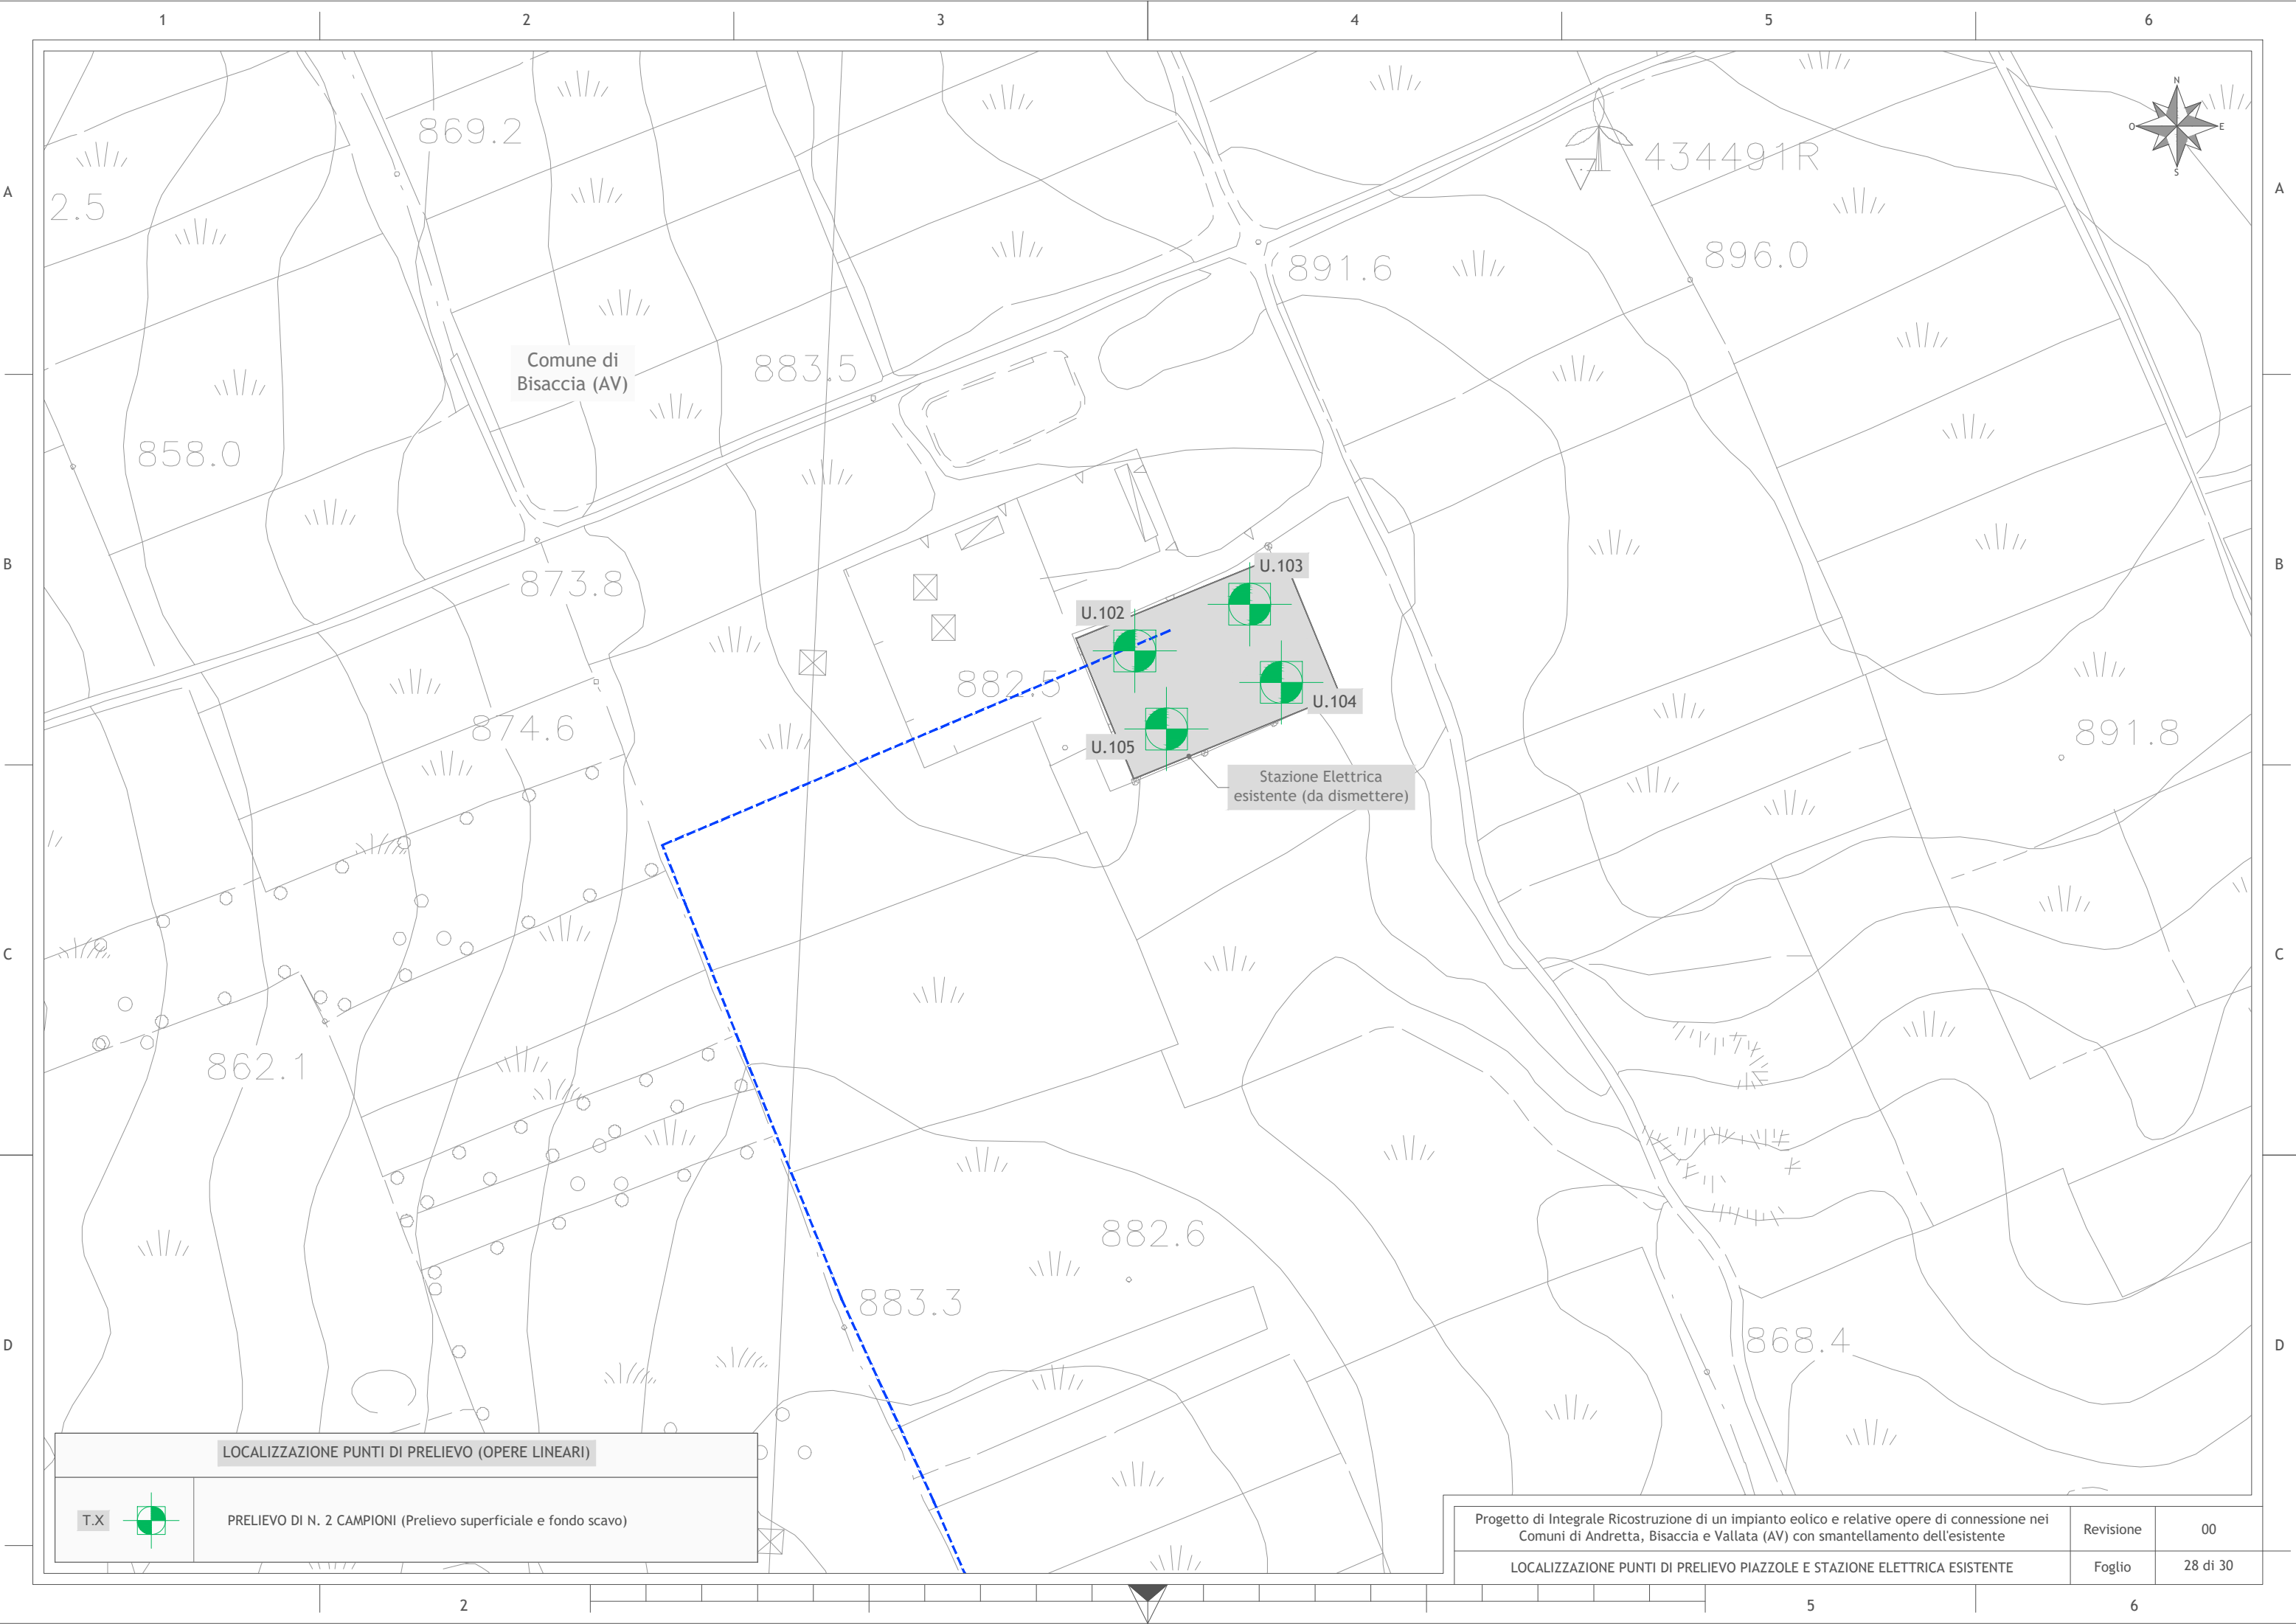 1
2
3
4
5
6
N
O
E
S
A
A
869.2
434491R
2.5
896.0
891.6
Comune di
Bisaccia (AV)
883.5
858.0
B
B
U.103
873.8
U.102
882.5
U.104
874.6
891.8
U.105
Stazione Elettrica
esistente (da dismettere)
C
C
862.1
882.6
883.3
868.4
D
D
LOCALIZZAZIONE PUNTI DI PRELIEVO (OPERE LINEARI)
T.X
PRELIEVO DI N. 2 CAMPIONI (Prelievo superficiale e fondo scavo)
Progetto di Integrale Ricostruzione di un impianto eolico e relative opere di connessione nei
Comuni di Andretta, Bisaccia e Vallata (AV) con smantellamento dell'esistente
Revisione
00
LOCALIZZAZIONE PUNTI DI PRELIEVO PIAZZOLE E STAZIONE ELETTRICA ESISTENTE
Foglio
28 di 30
2
5
6